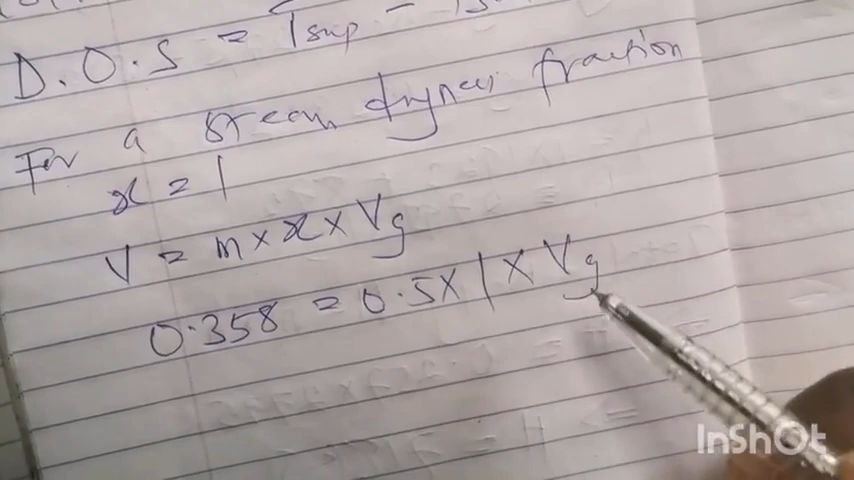 D.O.S = Tsup -
For a steam dryness fraction
x = 1
V = m × x × Vg
0.358 = 0.5 × 1 × Vg
InShOt